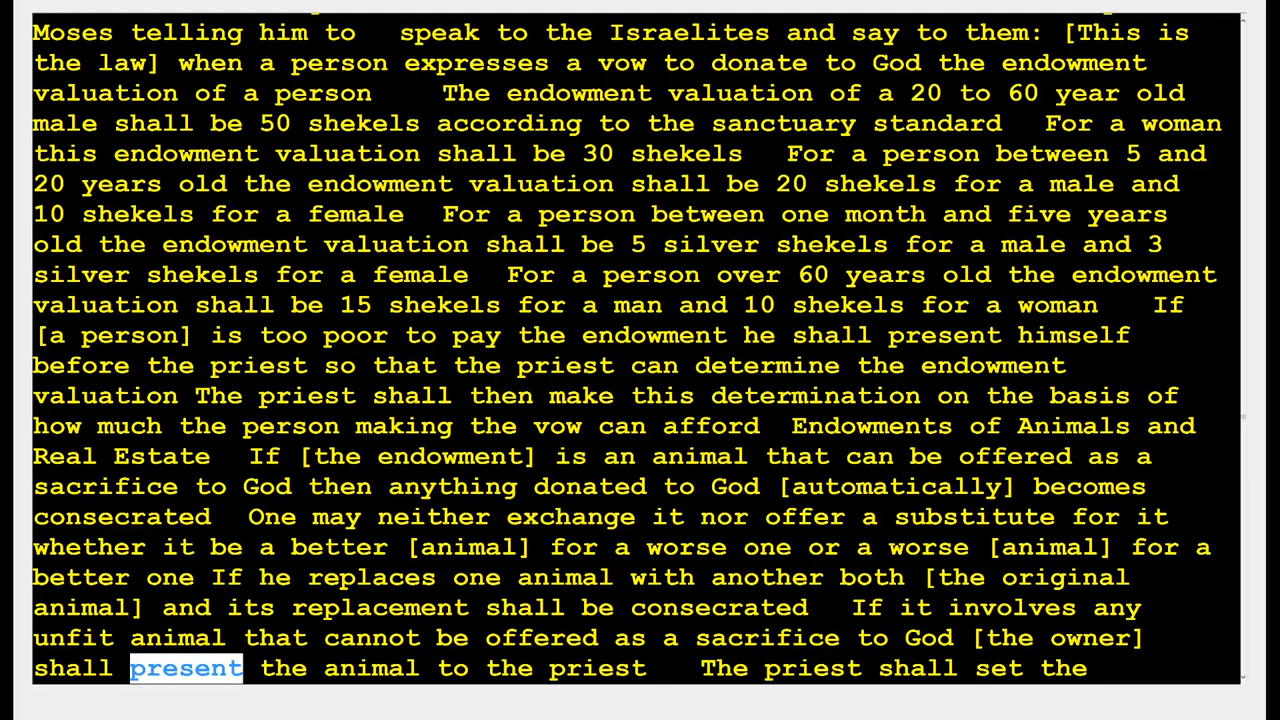 Moses telling him to speak to the Israelites and say to them: [This is
the law] when a person expresses a vow to donate to God the endowment
valuation of a person The endowment valuation of a 20 to 60 year old
male shall be 50 shekels according to the sanctuary standard For a woman
this endowment valuation shall be 30 shekels For a person between 5 and
20 years old the endowment valuation shall be 20 shekels for a male and
10 shekels for a female For a person between one month and five years
old the endowment valuation shall be 5 silver shekels for a male and 3
silver shekels for a female For a person over 60 years old the endowment
valuation shall be 15 shekels for a man and 10 shekels for a woman If
[a person] is too poor to pay the endowment he shall present himself
before the priest so that the priest can determine the endowment
valuation The priest shall then make this determination on the basis of
how much the person making the vow can afford Endowments of Animals and
Real Estate If [the endowment] is an animal that can be offered as a
sacrifice to God then anything donated to God [automatically] becomes
consecrated One may neither exchange it nor offer a substitute for it
whether it be a better [animal] for a worse one or a worse [animal] for a
better one If he replaces one animal with another both [the original
animal] and its replacement shall be consecrated If it involves any
unfit animal that cannot be offered as a sacrifice to God [the owner]
shall present the animal to the priest The priest shall set the